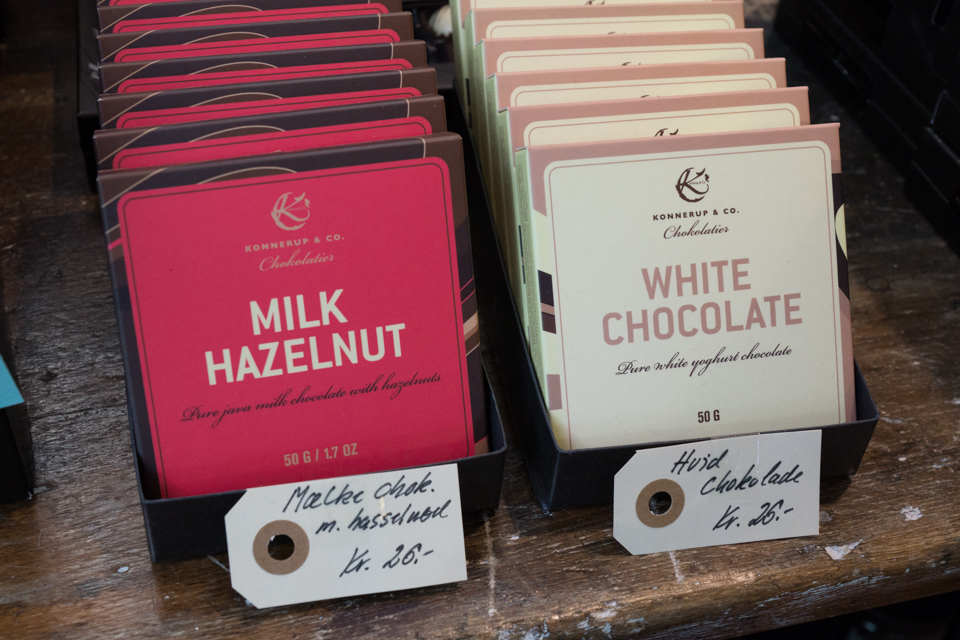 KONNERUP & CO.
Chokolatier
MILK
HAZELNUT
Pure java milk chocolate with hazelnuts
50 G / 1.7 OZ
Mælke chok.
m. hasselnød
Kr. 26.-
KONNERUP & CO.
Chokolatier
WHITE
CHOCOLATE
Pure white yoghurt chocolate
50 G
Hvid
chokolade
Kr. 26.-